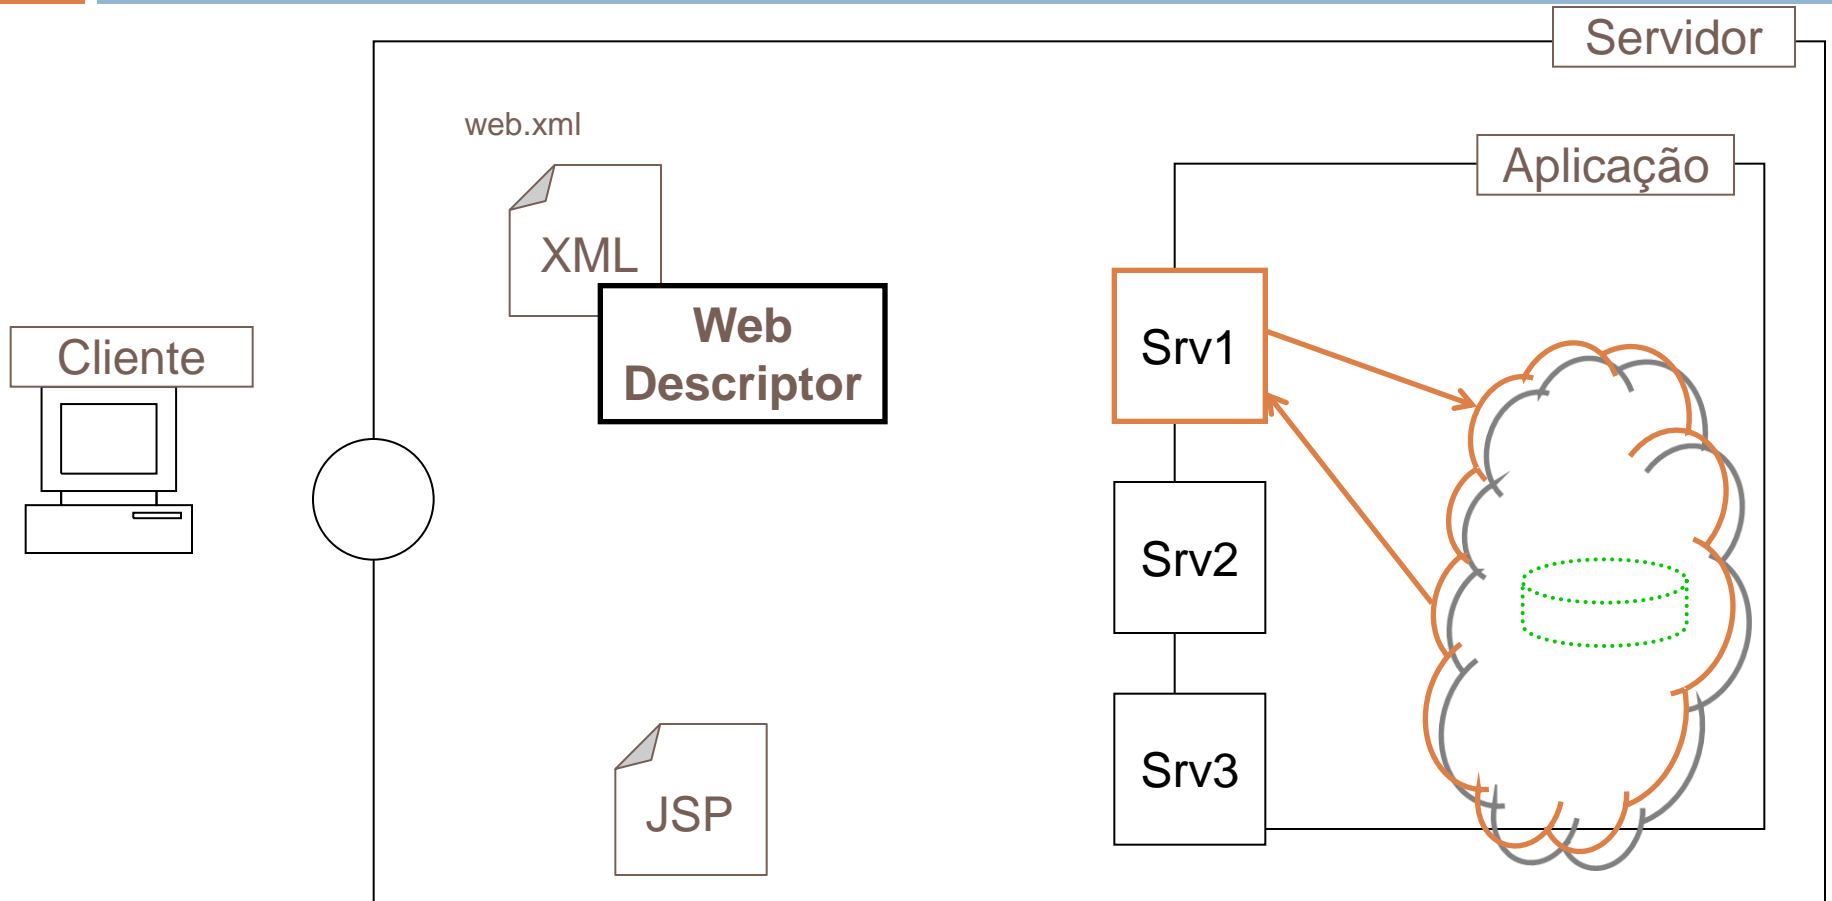 Servidor
web.xml
Aplicação
XML
Web
Descriptor
Cliente
Srv1
Srv2
Srv3
JSP